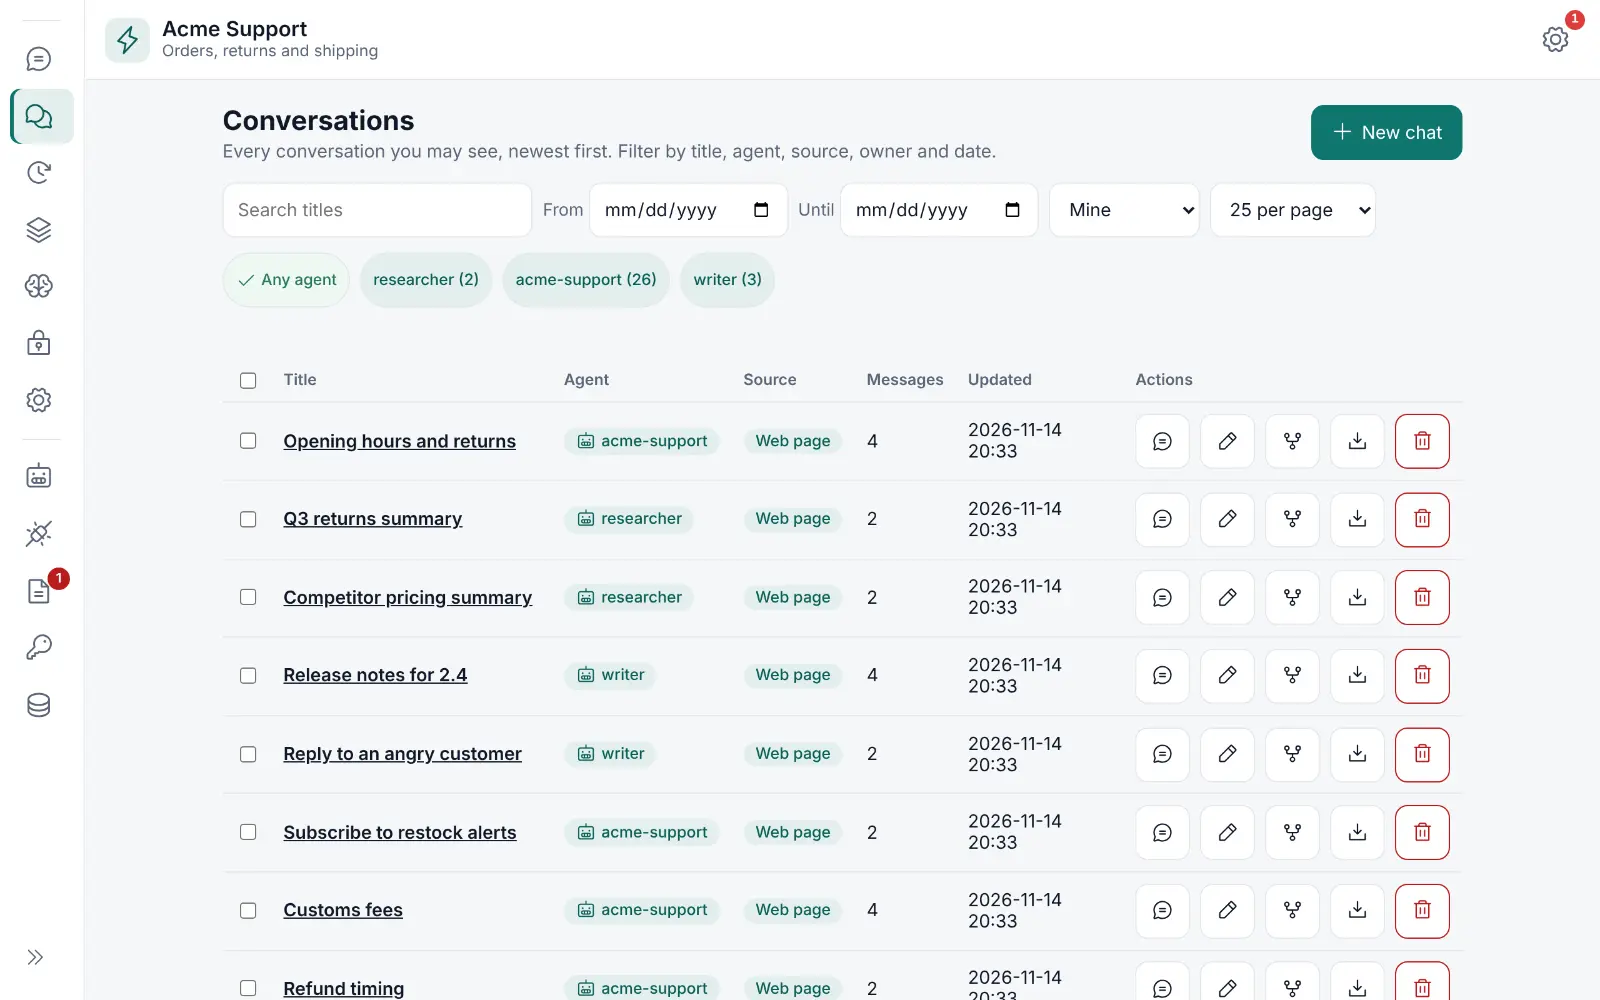 Acme Support
Orders, returns and shipping
1
Conversations
Every conversation you may see, newest first. Filter by title, agent, source, owner and date.
New chat
Search titles From mm/dd/yyyy Until mm/dd/yyyy Mine 25 per page
Any agent researcher (2) acme-support (26) writer (3)
Title Agent Source Messages Updated Actions
Opening hours and returns acme-support Web page 4 2026-11-14 20:33
Q3 returns summary researcher Web page 2 2026-11-14 20:33
Competitor pricing summary researcher Web page 2 2026-11-14 20:33
1
Release notes for 2.4 writer Web page 4 2026-11-14 20:33
Reply to an angry customer writer Web page 2 2026-11-14 20:33
Subscribe to restock alerts acme-support Web page 2 2026-11-14 20:33
Customs fees acme-support Web page 4 2026-11-14 20:33
Refund timing acme-support Web page 2 2026-11-14 20:33